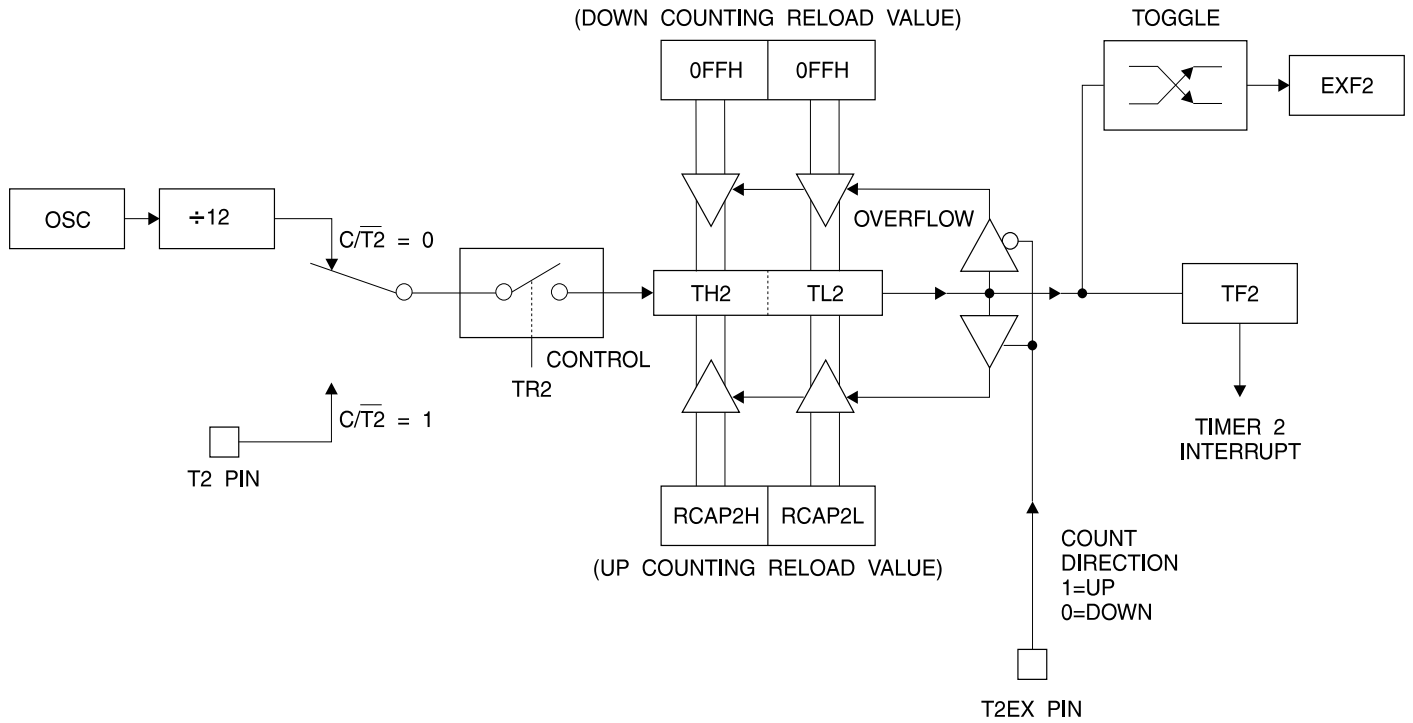 (DOWN COUNTING RELOAD VALUE)
TOGGLE
0FFH
0FFH
EXF2
OSC
÷12
C/T2̅ = 0
OVERFLOW
TH2
TL2
TF2
CONTROL
TR2
C/T2̅ = 1
T2 PIN
TIMER 2
INTERRUPT
RCAP2H
RCAP2L
(UP COUNTING RELOAD VALUE)
COUNT
DIRECTION
1=UP
0=DOWN
T2EX PIN